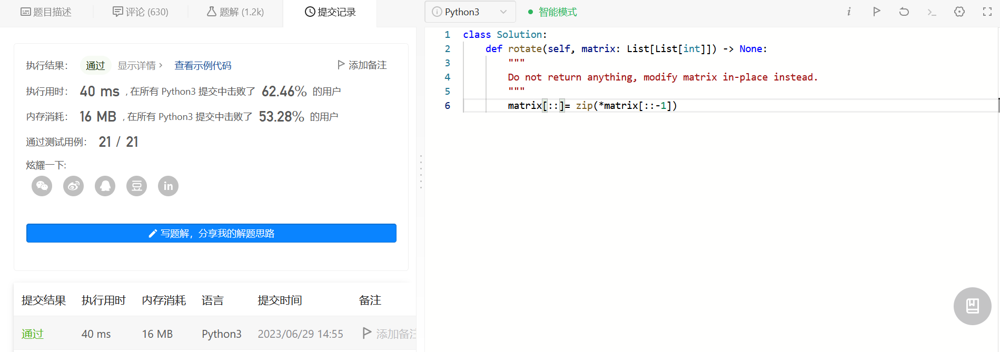 题目描述
评论 (630)
题解 (1.2k)
提交记录
执行结果：
通过
显示详情 ›
查看示例代码
添加备注
执行用时： 40 ms , 在所有 Python3 提交中击败了 62.46% 的用户
内存消耗： 16 MB , 在所有 Python3 提交中击败了 53.28% 的用户
通过测试用例： 21 / 21
炫耀一下:
豆
in
写题解，分享我的解题思路
提交结果 执行用时 内存消耗 语言 提交时间 备注
通过 40 ms 16 MB Python3 2023/06/29 14:55 添加备注
i Python3
智能模式
i
1 class Solution:
2 def rotate(self, matrix: List[List[int]]) -> None:
3 """
4 Do not return anything, modify matrix in-place instead.
5 """
6 matrix[::]= zip(*matrix[::-1])